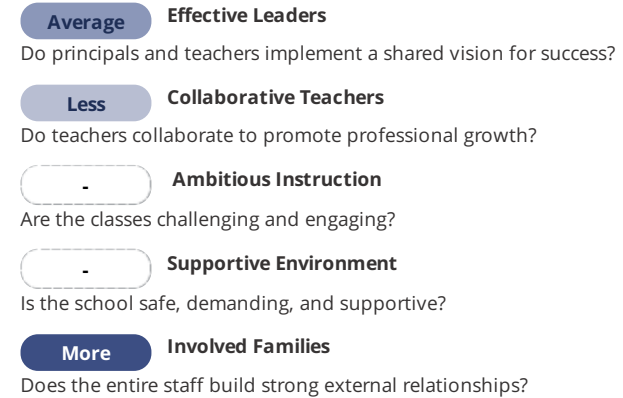 Average Effective Leaders
Do principals and teachers implement a shared vision for success?
Less Collaborative Teachers
Do teachers collaborate to promote professional growth?
- Ambitious Instruction
Are the classes challenging and engaging?
- Supportive Environment
Is the school safe, demanding, and supportive?
More Involved Families
Does the entire staff build strong external relationships?